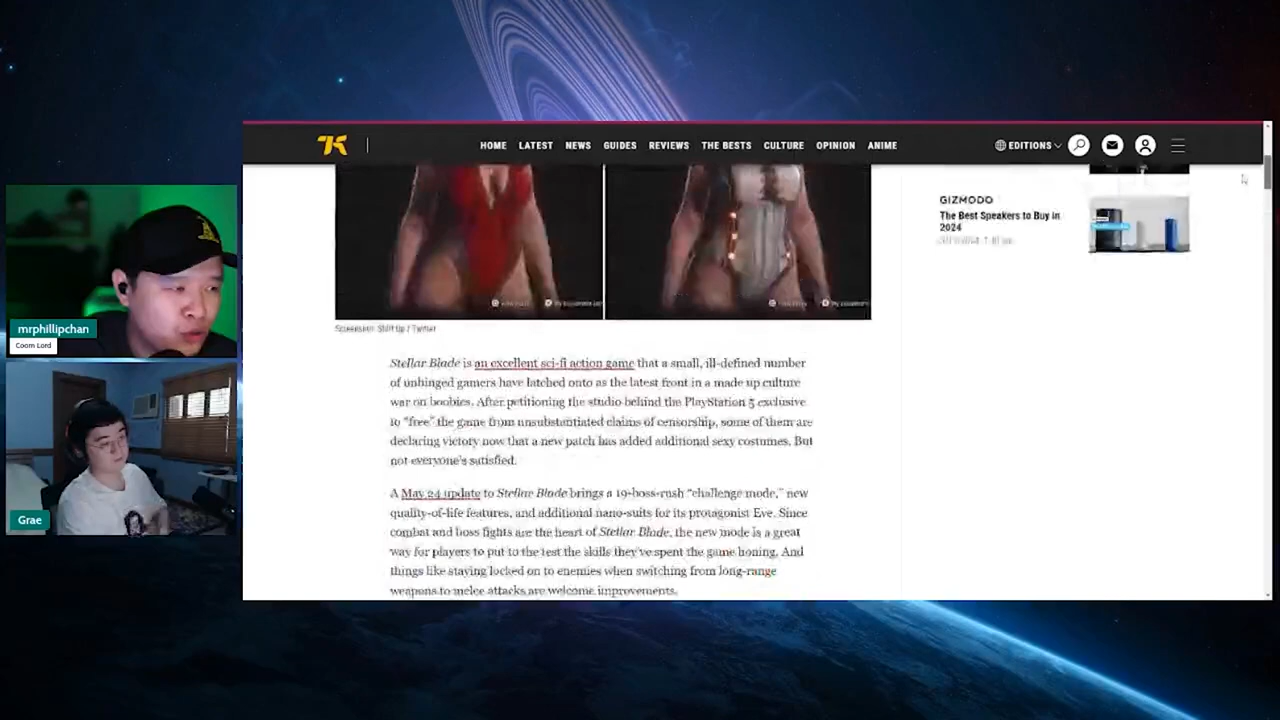 HOME LATEST NEWS GUIDES REVIEWS THE BESTS CULTURE OPINION ANIME
EDITIONS
GIZMODO
The Best Speakers to Buy in
2024
Screenshot: Shift Up / Twitter
Stellar Blade is an excellent sci-fi action game that a small, ill-defined number
of unhinged gamers have latched onto as the latest front in a made up culture
war on boobies. After petitioning the studio behind the PlayStation 5 exclusive
to “free” the game from unsubstantiated claims of censorship, some of them are
declaring victory now that a new patch has added additional sexy costumes. But
not everyone’s satisfied.
A May 24 update to Stellar Blade brings a 19-boss-rush “challenge mode,” new
quality-of-life features, and additional nano-suits for its protagonist Eve. Since
combat and boss fights are the heart of Stellar Blade, the new mode is a great
way for players to put to the test the skills they’ve spent the game honing. And
things like staying locked on to enemies when switching from long-range
weapons to melee attacks are welcome improvements.
mrphillipchan
Coom Lord
Grae